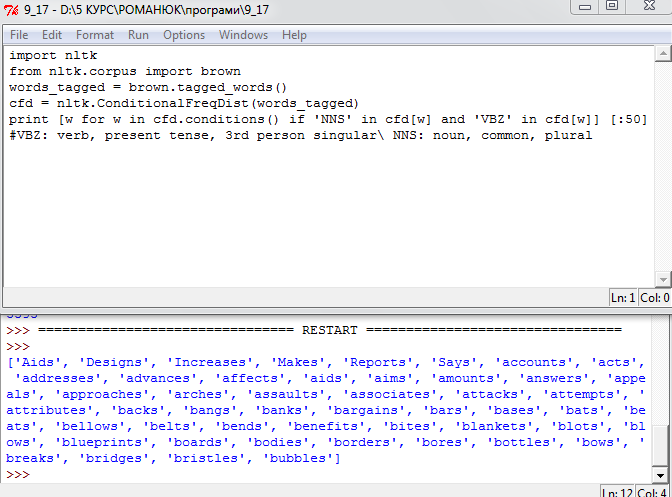 9_17 - D:\5 КУРС\РОМАНЮК\програми\9_17
File Edit Format Run Options Windows Help
import nltk
from nltk.corpus import brown
words_tagged = brown.tagged_words()
cfd = nltk.ConditionalFreqDist(words_tagged)
print [w for w in cfd.conditions() if 'NNS' in cfd[w] and 'VBZ' in cfd[w]] [:50]
#VBZ: verb, present tense, 3rd person singular\ NNS: noun, common, plural
Ln: 1 Col: 0
>>> ================================ RESTART ================================
>>>
['Aids', 'Designs', 'Increases', 'Makes', 'Reports', 'Says', 'accounts', 'acts',
'addresses', 'advances', 'affects', 'aids', 'aims', 'amounts', 'answers', 'appe
als', 'approaches', 'arches', 'assaults', 'associates', 'attacks', 'attempts', '
attributes', 'backs', 'bangs', 'banks', 'bargains', 'bars', 'bases', 'bats', 'be
ats', 'bellows', 'belts', 'bends', 'benefits', 'bites', 'blankets', 'blots', 'bl
ows', 'blueprints', 'boards', 'bodies', 'borders', 'bores', 'bottles', 'bows', '
breaks', 'bridges', 'bristles', 'bubbles']
>>>
Ln: 12 Col: 4